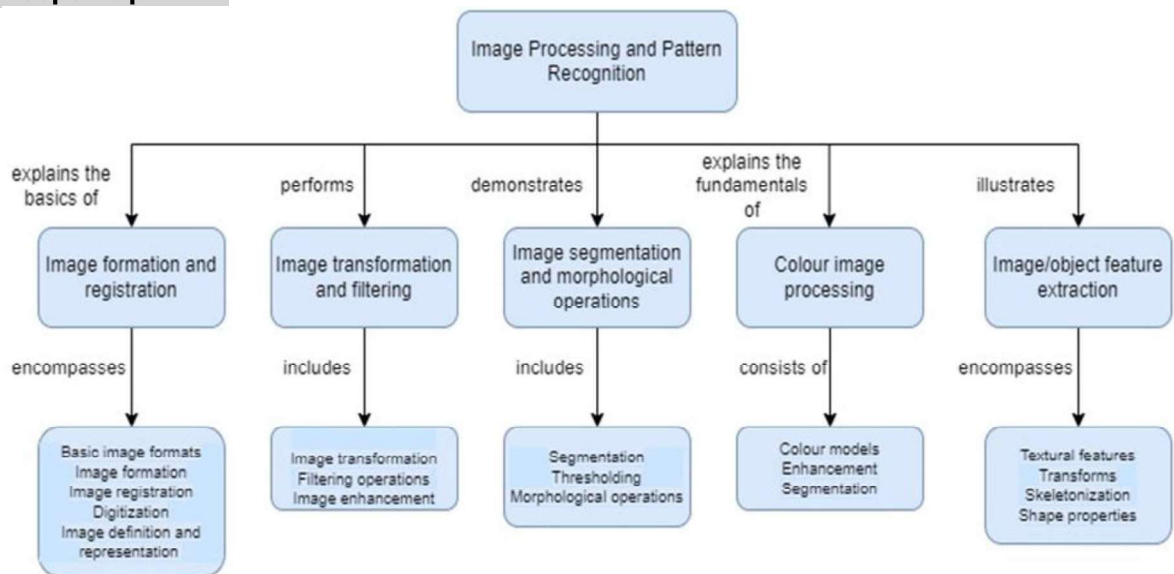 Image Processing and Pattern
Recognition
explains the
basics of
performs
demonstrates
explains the
fundamentals
of
illustrates
Image formation and
registration
Image transformation
and filtering
Image segmentation
and morphological
operations
Colour image
processing
Image/object feature
extraction
encompasses
includes
includes
consists of
encompasses
Basic image formats
Image formation
Image registration
Digitization
Image definition and
representation
Image transformation
Filtering operations
Image enhancement
Segmentation
Thresholding
Morphological operations
Colour models
Enhancement
Segmentation
Textural features
Transforms
Skeletonization
Shape properties